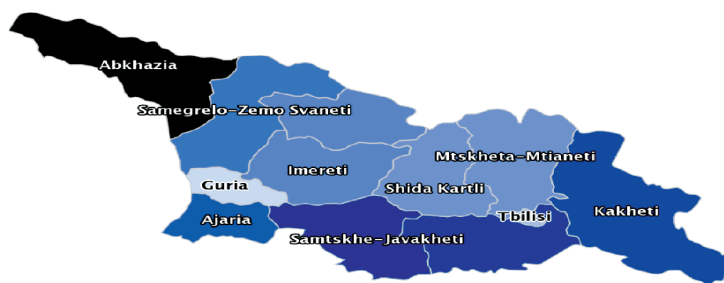 Abkhazia
Samegrelo-Zemo Svaneti
Mtskheta-Mtianeti
Imereti
Guria
Shida Kartli
Kakheti
Ajaria
Tbilisi
Samtskhe-Javakheti